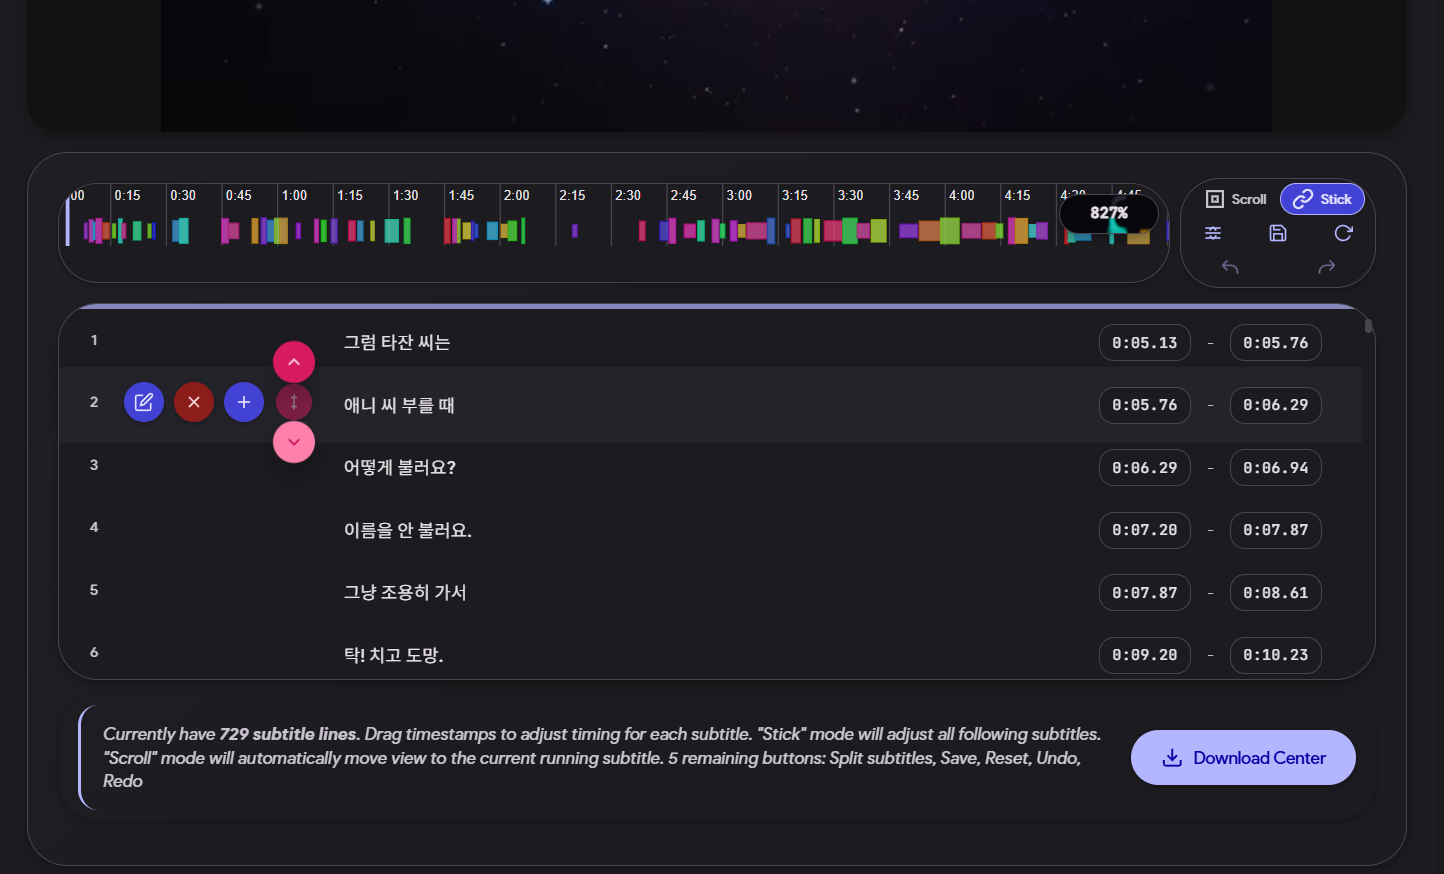 00 0:15 0:30 0:45 1:00 1:15 1:30 1:45 2:00 2:15 2:30 2:45 3:00 3:15 3:30 3:45 4:00 4:15 4:30 4:45
827%
Scroll Stick
1 그럼 타잔 씨는 0:05.13 - 0:05.76
2 애니 씨 부를 때 0:05.76 - 0:06.29
3 어떻게 불러요? 0:06.29 - 0:06.94
4 이름을 안 불러요. 0:07.20 - 0:07.87
5 그냥 조용히 가서 0:07.87 - 0:08.61
6 탁! 치고 도망. 0:09.20 - 0:10.23
Currently have 729 subtitle lines. Drag timestamps to adjust timing for each subtitle. "Stick" mode will adjust all following subtitles.
"Scroll" mode will automatically move view to the current running subtitle. 5 remaining buttons: Split subtitles, Save, Reset, Undo,
Redo
Download Center